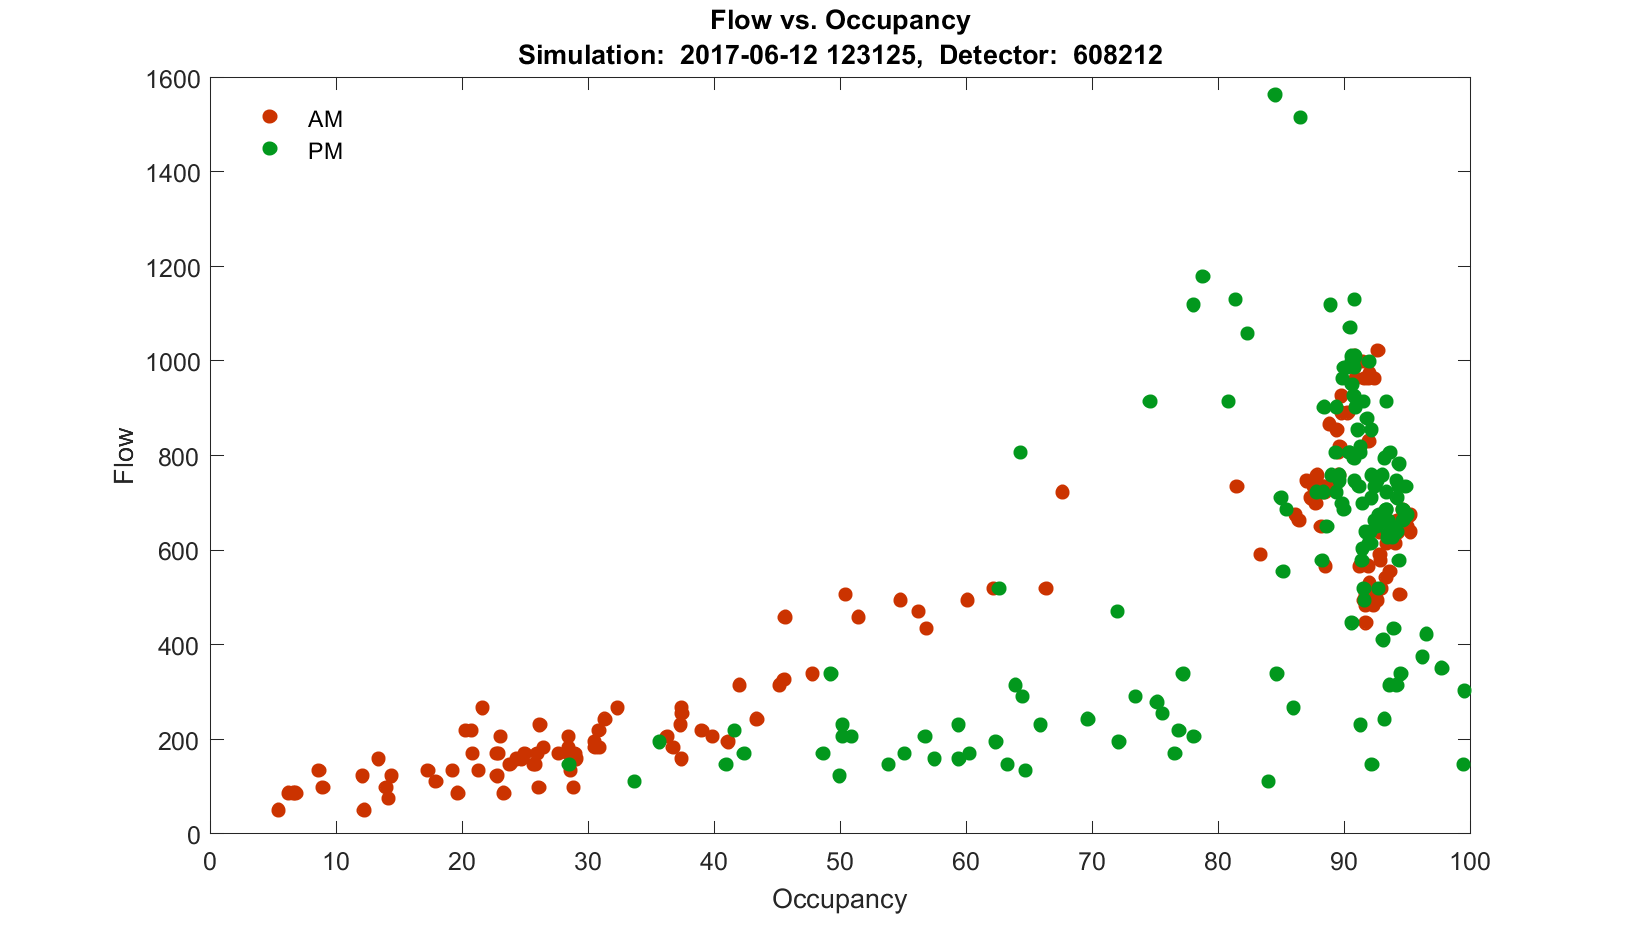 Flow vs. Occupancy
Simulation:  2017-06-12 123125,  Detector:  608212
AM
PM
1600
1400
1200
1000
800
600
400
200
0
Flow
0 10 20 30 40 50 60 70 80 90 100
Occupancy